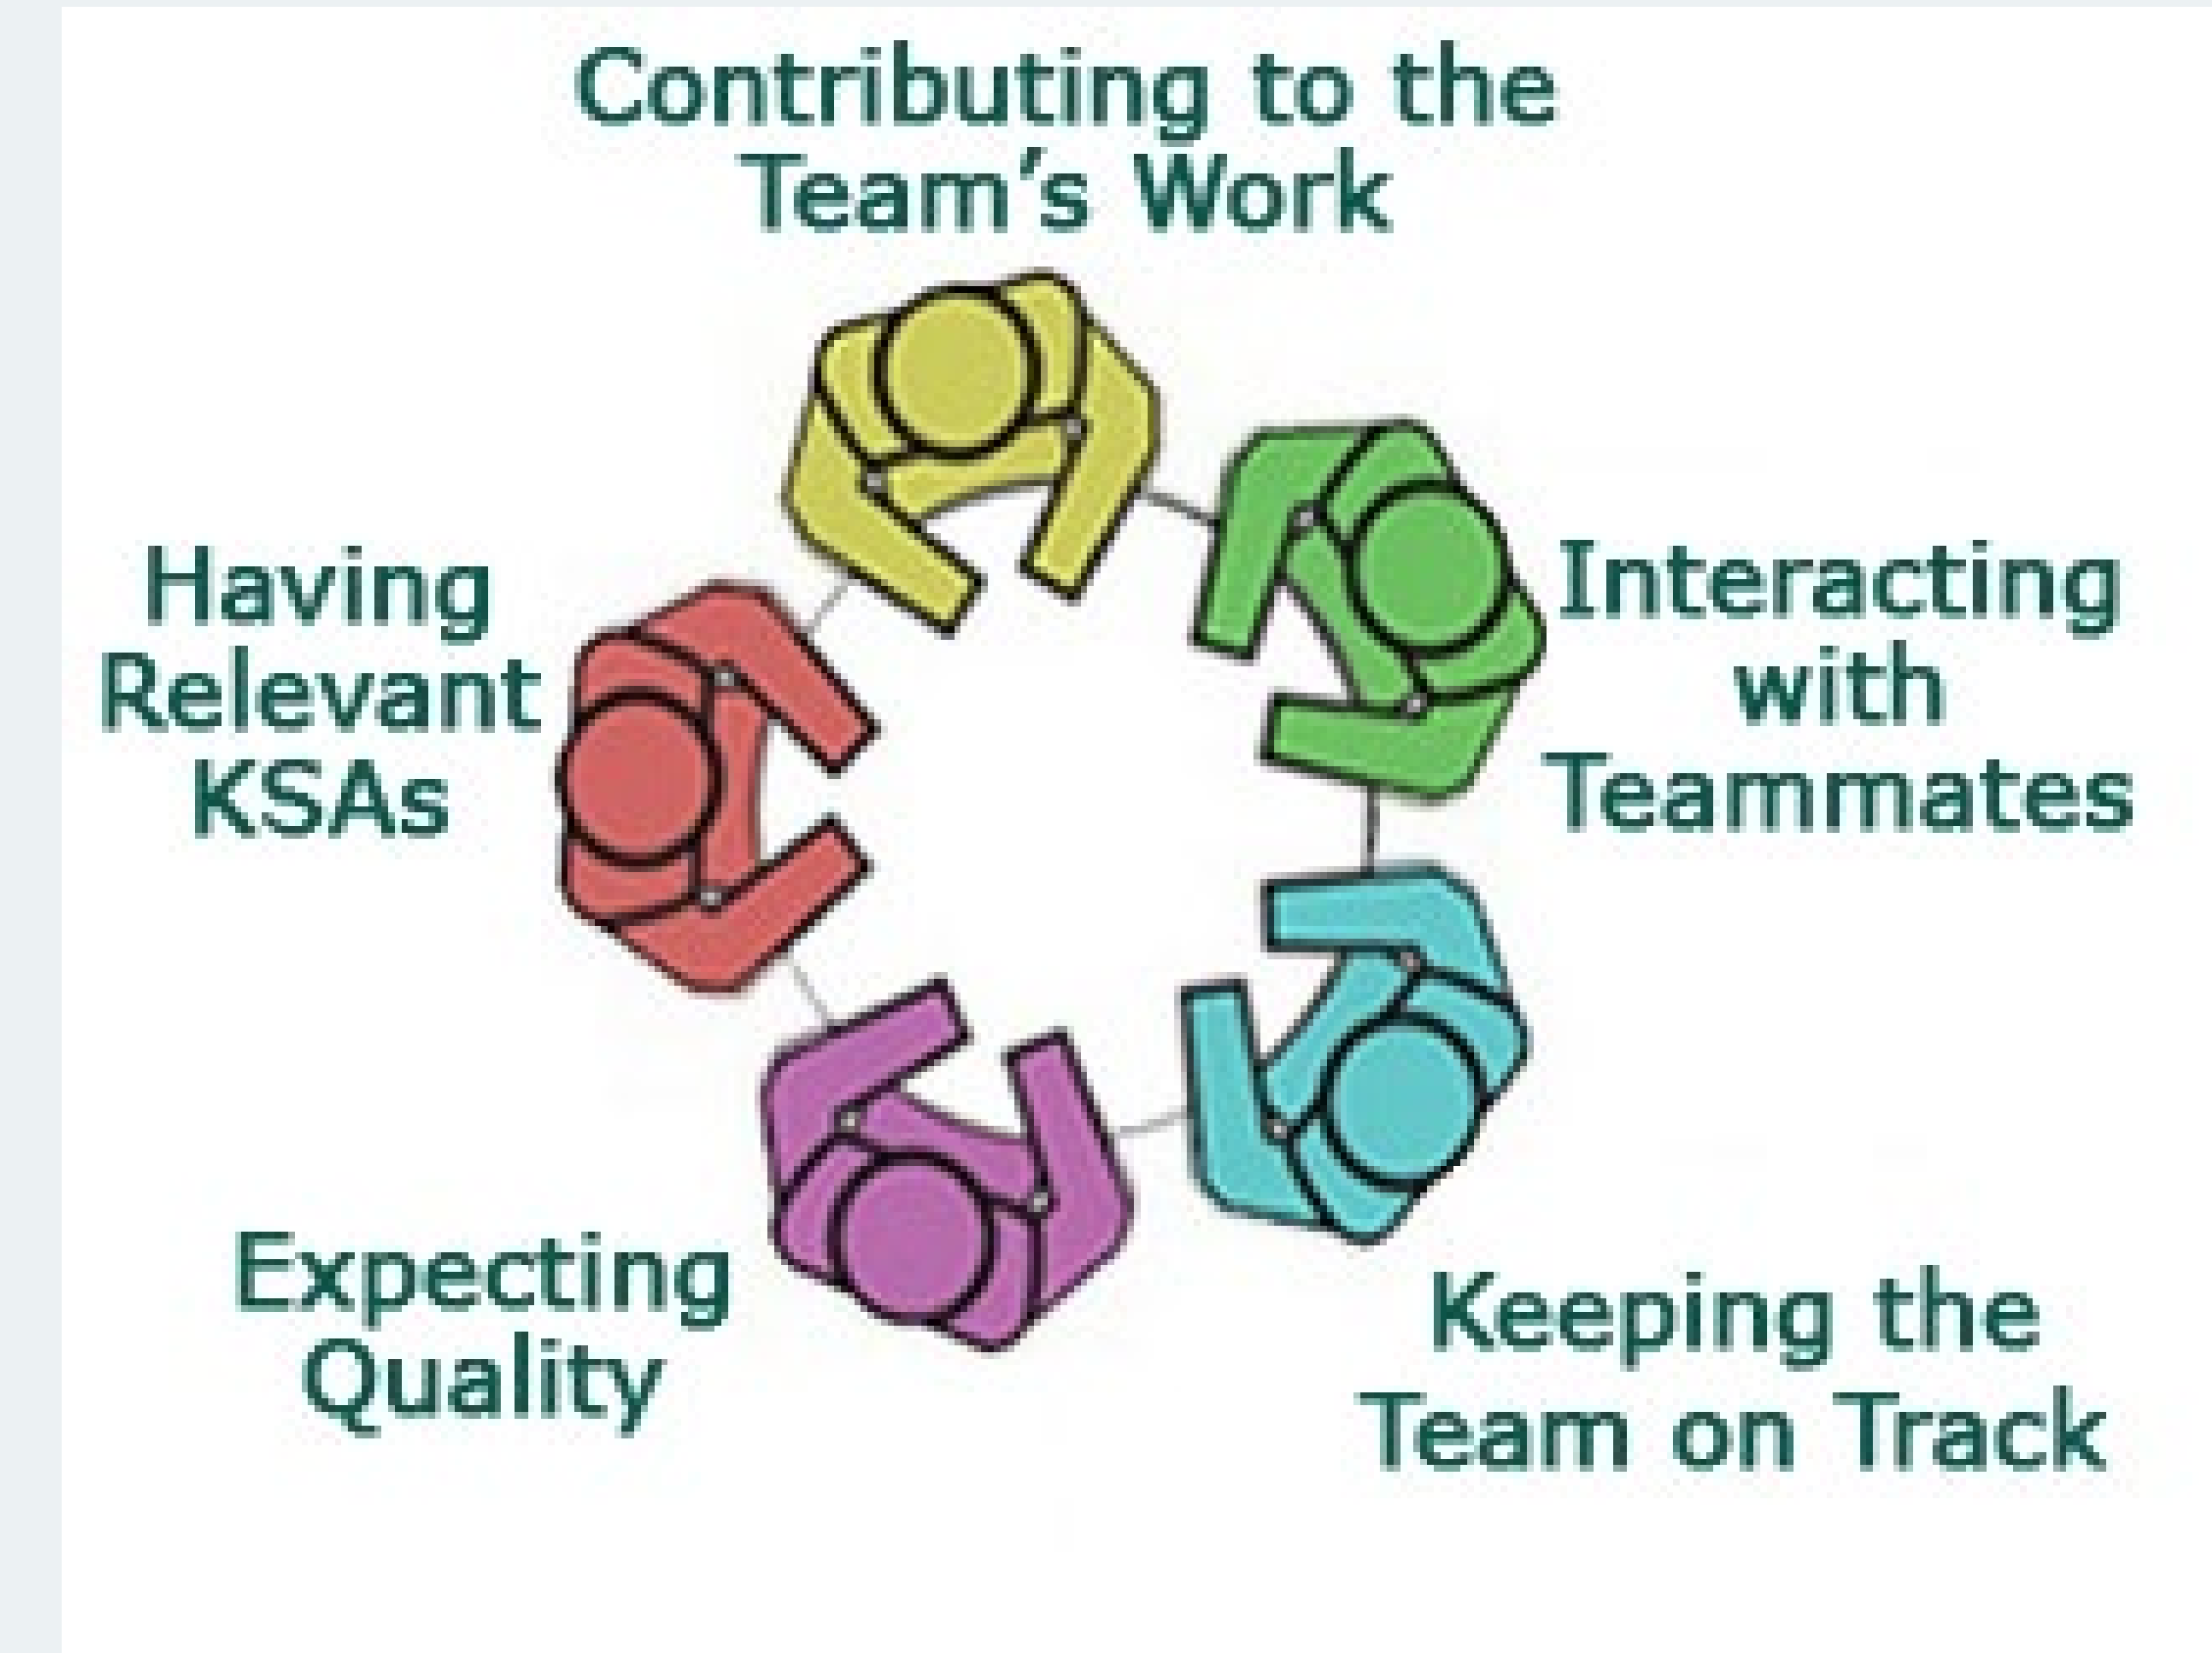 Contributing to the
Team's Work
Having
Relevant
KSAs
Interacting
with
Teammates
Expecting
Quality
Keeping the
Team on Track